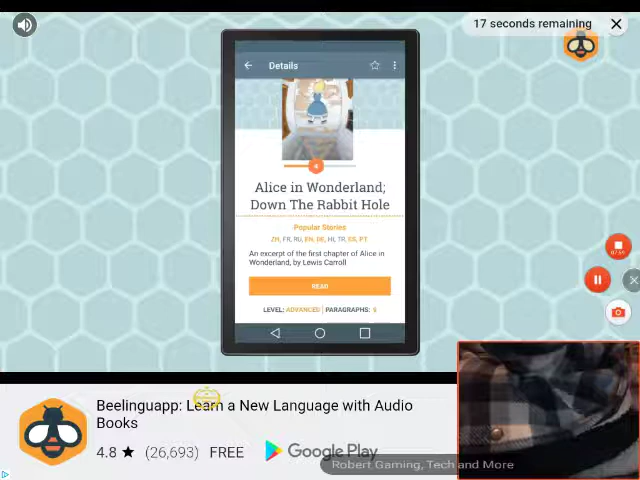 17 seconds remaining
Details
Alice in Wonderland;
Down The Rabbit Hole
Popular Stories
ZH, FR, RU, EN, DE, HI, TR, ES, PT
An excerpt of the first chapter of Alice in
Wonderland, by Lewis Carroll
READ
LEVEL: ADVANCED | PARAGRAPHS: 6
Beelinguapp: Learn a New Language with Audio
Books
4.8 ★ (26,693) FREE
Google Play
Robert Gaming, Tech and More